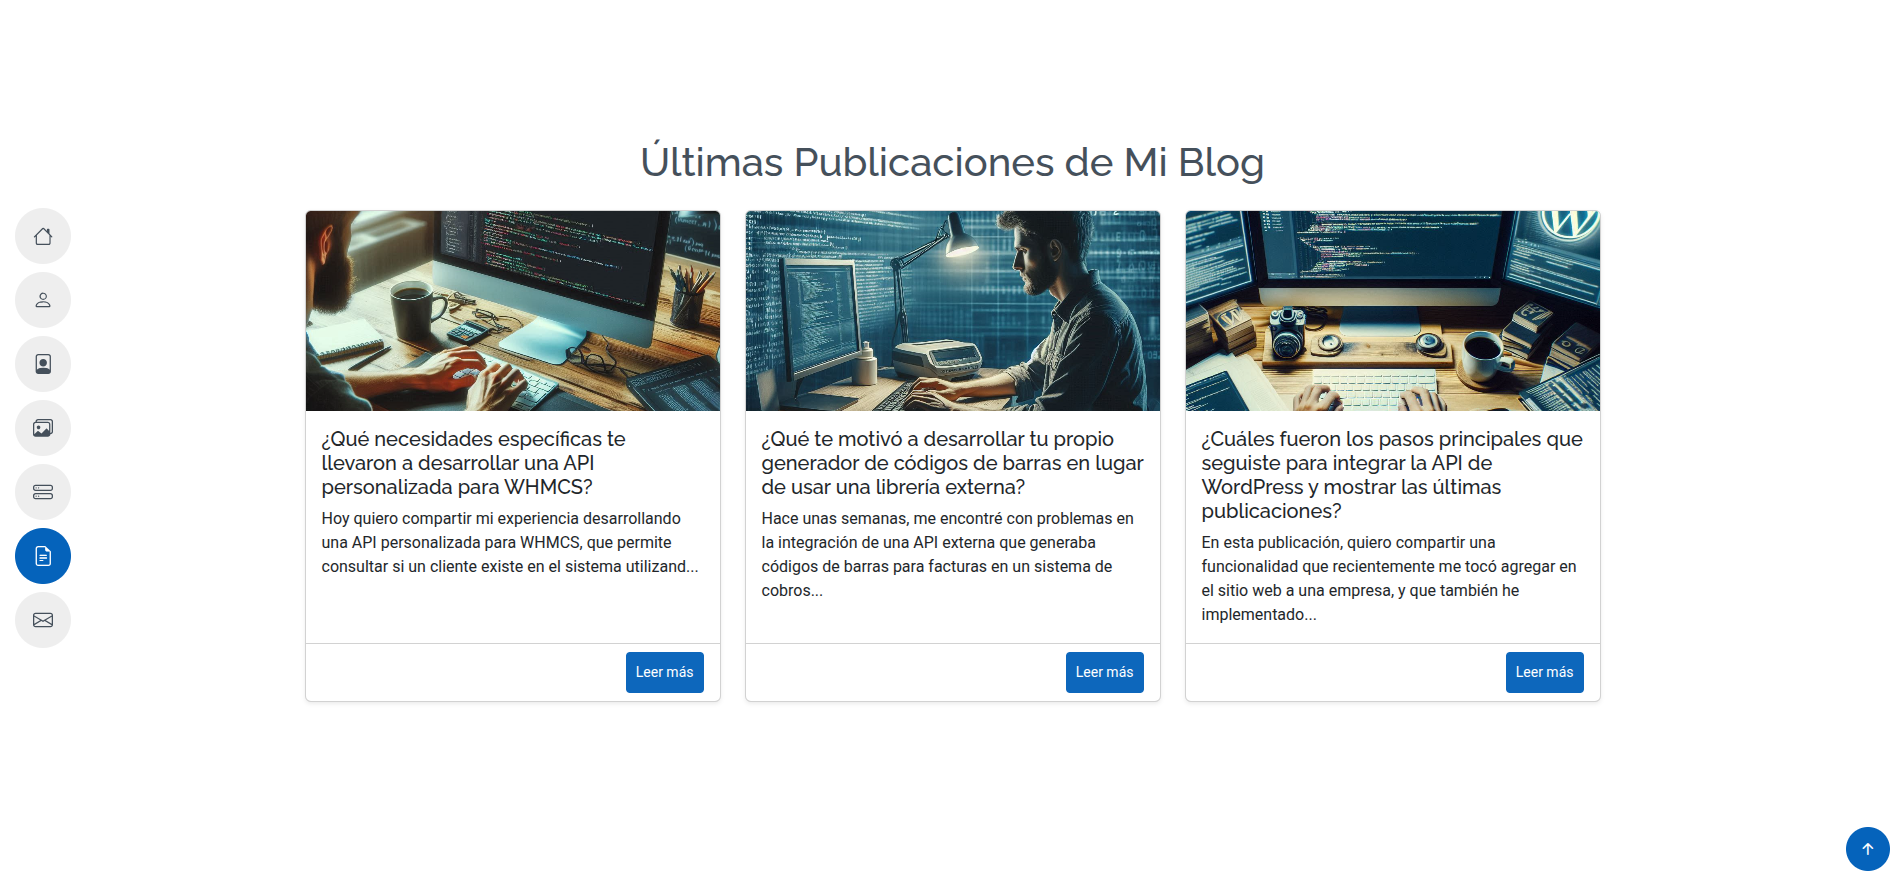 Últimas Publicaciones de Mi Blog
¿Qué necesidades específicas te
llevaron a desarrollar una API
personalizada para WHMCS?
Hoy quiero compartir mi experiencia desarrollando
una API personalizada para WHMCS, que permite
consultar si un cliente existe en el sistema utilizand...
Leer más
¿Qué te motivó a desarrollar tu propio
generador de códigos de barras en lugar
de usar una librería externa?
Hace unas semanas, me encontré con problemas en
la integración de una API externa que generaba
códigos de barras para facturas en un sistema de
cobros...
Leer más
¿Cuáles fueron los pasos principales que
seguiste para integrar la API de
WordPress y mostrar las últimas
publicaciones?
En esta publicación, quiero compartir una
funcionalidad que recientemente me tocó agregar en
el sitio web a una empresa, y que también he
implementado...
Leer más